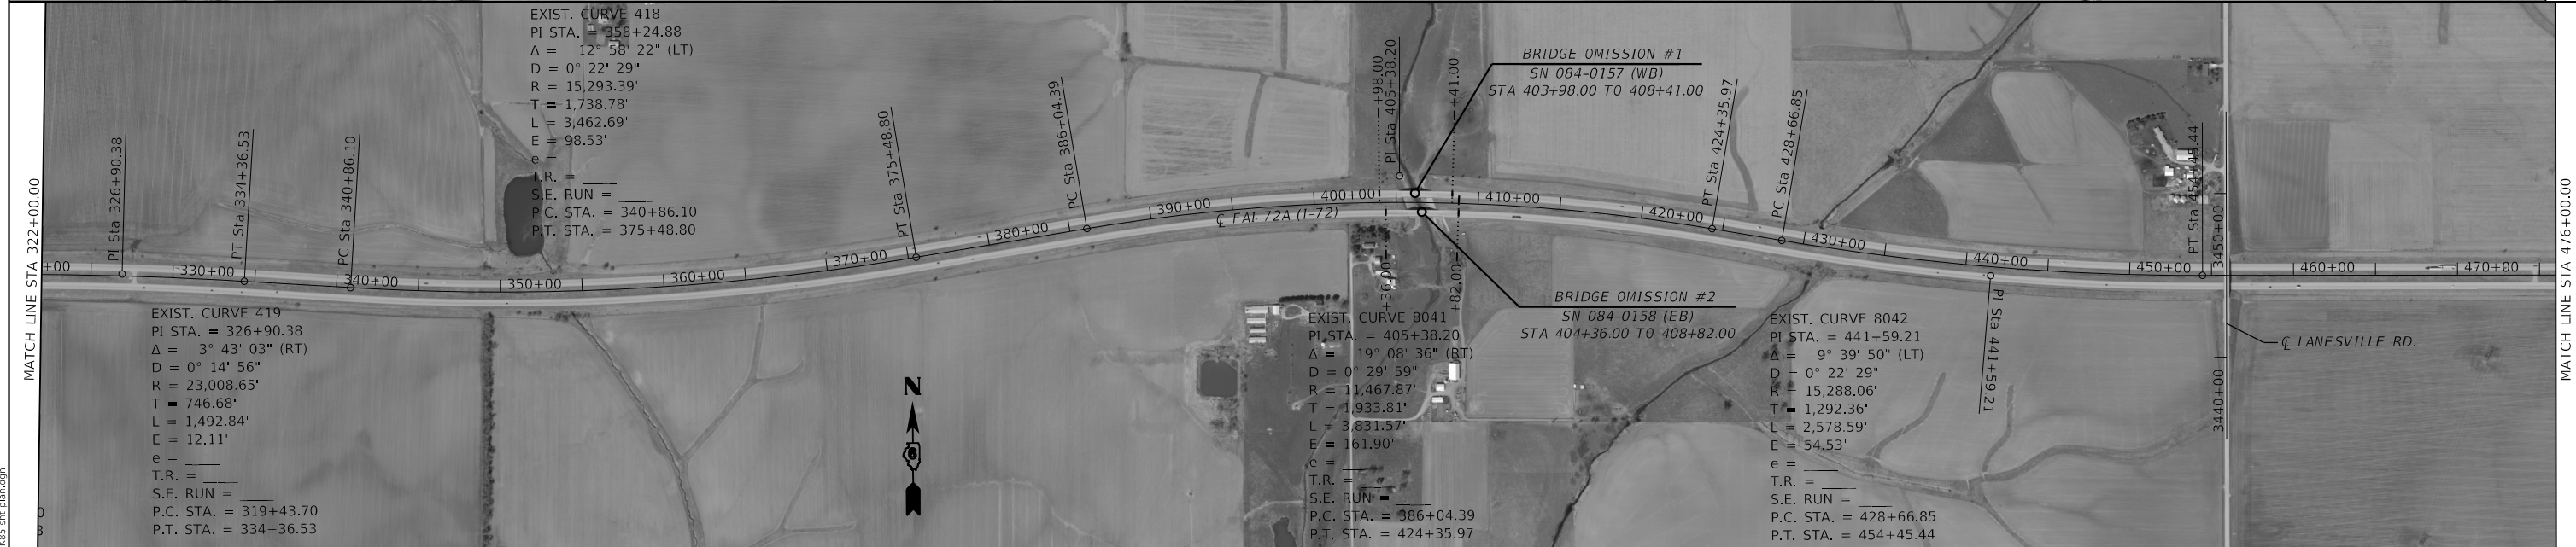 MATCH LINE STA 322+00.00
EXIST. CURVE 418
PI STA. = 358+24.88
Δ = 12° 58' 22" (LT)
D = 0° 22' 29"
R = 15,293.39'
T = 1,738.78'
L = 3,462.69'
E = 98.53'
e = ____
T.R. = ____
S.E. RUN = ____
P.C. STA. = 340+86.10
P.T. STA. = 375+48.80
PI Sta 326+90.38
PT Sta 334+36.53
PC Sta 340+86.10
PT Sta 375+48.80
PC Sta 386+04.39
+98.00
PI Sta 405+38.20
+41.00
BRIDGE OMISSION #1
SN 084-0157 (WB)
STA 403+98.00 TO 408+41.00
PT Sta 424+35.97
PC Sta 428+66.85
PT Sta 454+45.44
+00
330+00
340+00
350+00
360+00
370+00
380+00
390+00
400+00
410+00
420+00
430+00
440+00
450+00
460+00
470+00
℄ FAI 72A (I-72)
3450+00
3440+00
+36.00
+82.00
BRIDGE OMISSION #2
SN 084-0158 (EB)
STA 404+36.00 TO 408+82.00
PI Sta 441+59.21
℄ LANESVILLE RD.
EXIST. CURVE 419
PI STA. = 326+90.38
Δ = 3° 43' 03" (RT)
D = 0° 14' 56"
R = 23,008.65'
T = 746.68'
L = 1,492.84'
E = 12.11'
e = ____
T.R. = ____
S.E. RUN = ____
P.C. STA. = 319+43.70
P.T. STA. = 334+36.53
N
EXIST. CURVE 8041
PI STA. = 405+38.20
Δ = 19° 08' 36" (RT)
D = 0° 29' 59"
R = 11,467.87'
T = 1,933.81'
L = 3,831.57'
E = 161.90'
e = ____
T.R. = ____
S.E. RUN = ____
P.C. STA. = 386+04.39
P.T. STA. = 424+35.97
EXIST. CURVE 8042
PI STA. = 441+59.21
Δ = 9° 39' 50" (LT)
D = 0° 22' 29"
R = 15,288.06'
T = 1,292.36'
L = 2,578.59'
E = 54.53'
e = ____
T.R. = ____
S.E. RUN = ____
P.C. STA. = 428+66.85
P.T. STA. = 454+45.44
MATCH LINE STA 476+00.00